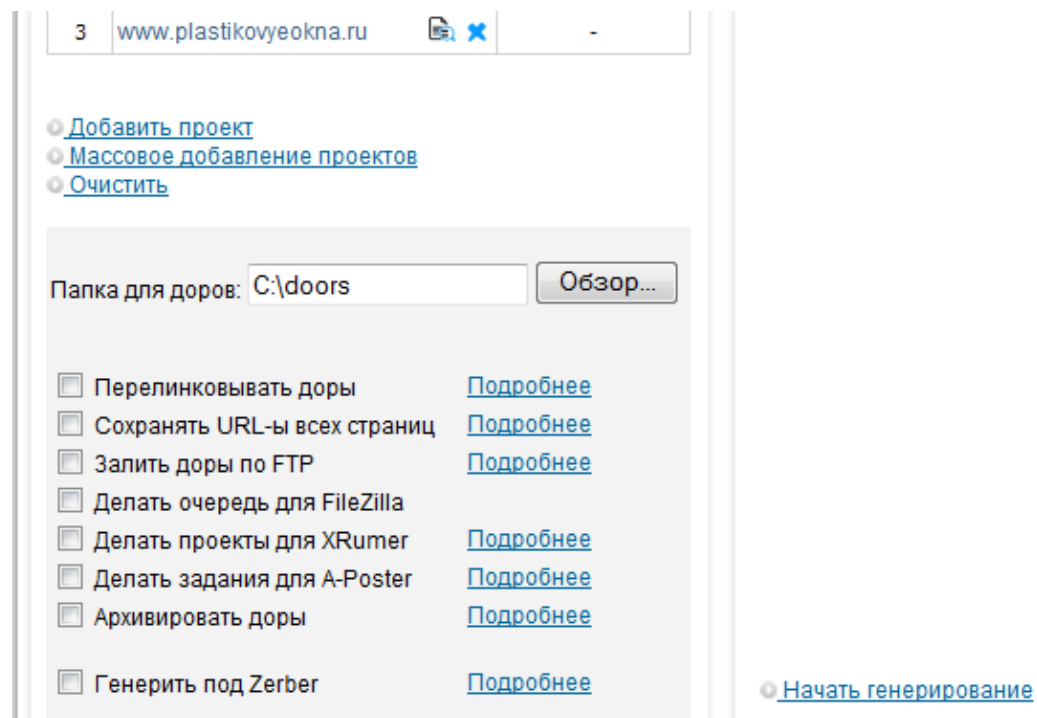 3 www.plastikovyeokna.ru -
Добавить проект
Массовое добавление проектов
Очистить
Папка для доров: C:\doors Обзор...
Перелинковывать доры Подробнее
Сохранять URL-ы всех страниц Подробнее
Залить доры по FTP Подробнее
Делать очередь для FileZilla
Делать проекты для XRumer Подробнее
Делать задания для A-Poster Подробнее
Архивировать доры Подробнее
Генерить под Zerber Подробнее
Начать генерирование